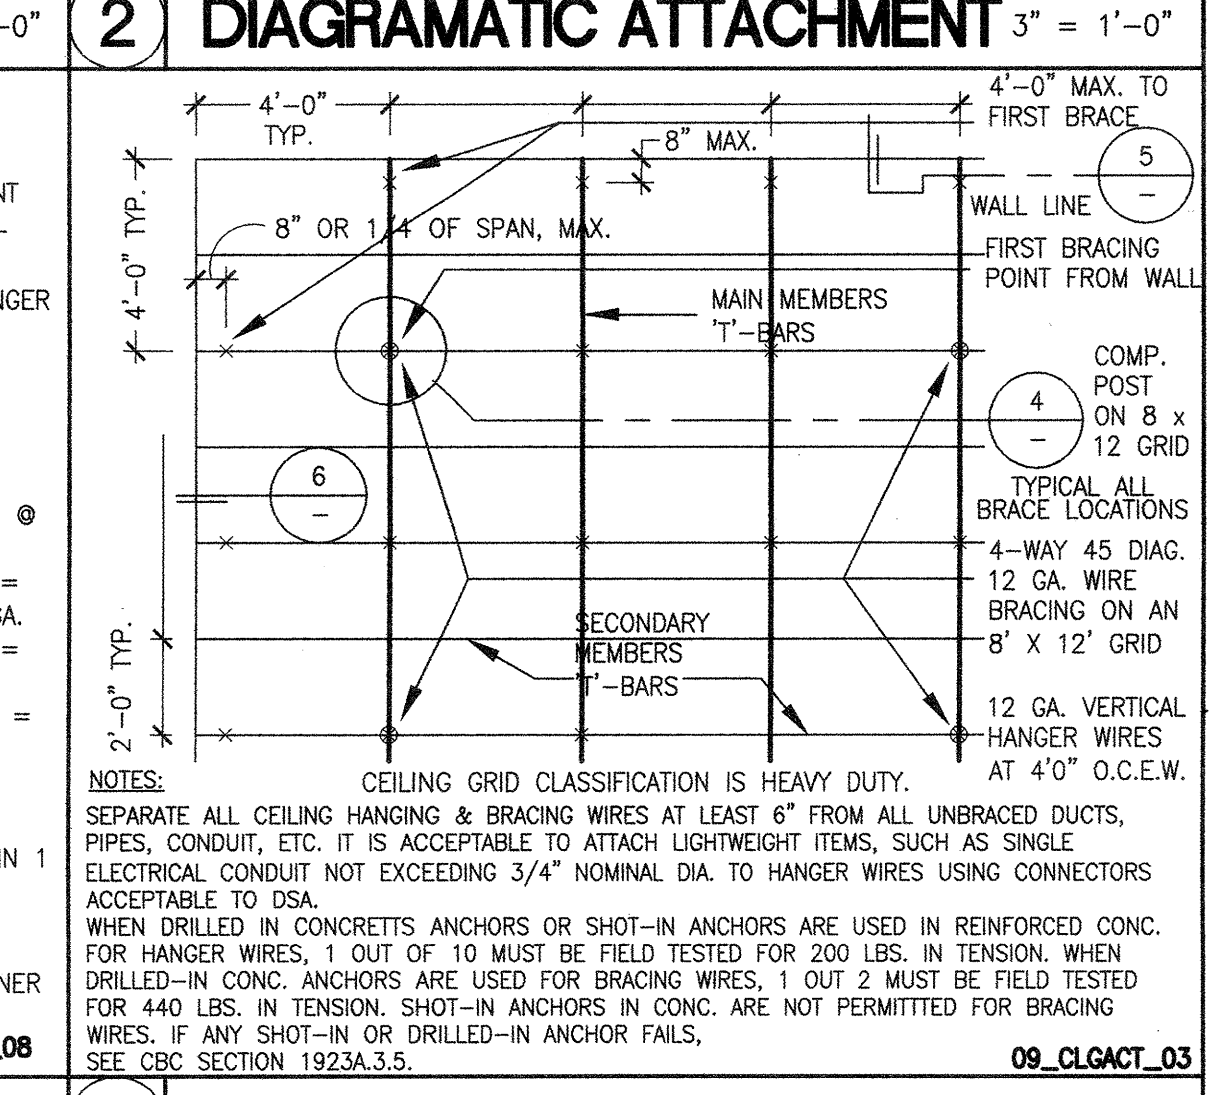 -0"
2 DIAGRAMATIC ATTACHMENT 3" = 1'-0"
4'-0"
TYP.
4'-0" MAX. TO
FIRST BRACE
8" MAX.
5
-
WALL LINE
8" OR 1/4 OF SPAN, MAX.
4'-0" TYP.
FIRST BRACING
POINT FROM WALL
MAIN MEMBERS
'T'-BARS
COMP.
POST
ON 8 x
12 GRID
4
-
6
-
TYPICAL ALL
BRACE LOCATIONS
4-WAY 45 DIAG.
12 GA. WIRE
BRACING ON AN
8' X 12' GRID
SECONDARY
MEMBERS
'T'-BARS
2'-0" TYP.
12 GA. VERTICAL
HANGER WIRES
AT 4'0" O.C.E.W.
NOTES: CEILING GRID CLASSIFICATION IS HEAVY DUTY.
SEPARATE ALL CEILING HANGING & BRACING WIRES AT LEAST 6" FROM ALL UNBRACED DUCTS,
PIPES, CONDUIT, ETC. IT IS ACCEPTABLE TO ATTACH LIGHTWEIGHT ITEMS, SUCH AS SINGLE
ELECTRICAL CONDUIT NOT EXCEEDING 3/4" NOMINAL DIA. TO HANGER WIRES USING CONNECTORS
ACCEPTABLE TO DSA.
WHEN DRILLED IN CONCRETTS ANCHORS OR SHOT-IN ANCHORS ARE USED IN REINFORCED CONC.
FOR HANGER WIRES, 1 OUT OF 10 MUST BE FIELD TESTED FOR 200 LBS. IN TENSION. WHEN
DRILLED-IN CONC. ANCHORS ARE USED FOR BRACING WIRES, 1 OUT 2 MUST BE FIELD TESTED
FOR 440 LBS. IN TENSION. SHOT-IN ANCHORS IN CONC. ARE NOT PERMITTTED FOR BRACING
WIRES. IF ANY SHOT-IN OR DRILLED-IN ANCHOR FAILS,
SEE CBC SECTION 1923A.3.5.
09_CLGACT_03
NT
-
NGER
@
=
GA.
=
=
IN 1
NER
_08